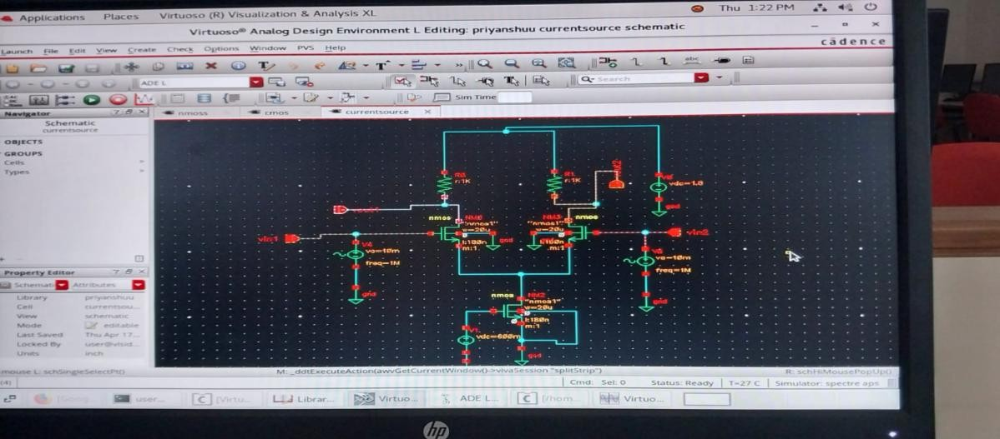 Applications Places Virtuoso (R) Visualization & Analysis XL Thu 1:22 PM
Virtuoso® Analog Design Environment L Editing: priyanshuu currentsource schematic
Launch File Edit View Create Check Options Window PVS Help
cādence
ADE L
Search
Sim Time
Navigator
nmoss
cmos
currentsource
Schematic
currentsource
OBJECTS
GROUPS
Cells
Types
R0
r:1K
R1
r:1K
vdc=1.8
gnd
nmos NM0
"nmos1"
w=20u
l:180n
m:1
gnd
NM3 nmos
"nmos1"
w=20u
l:180n
m:1
vin1
vin2
V4
va=10m
freq=1M
gnd
va=10m
freq=1M
gnd
nmos NM2
"nmos1"
w=20u
l:180n
m:1
vdc=600m
gnd
Property Editor
Schemati Attributes
Library priyanshuu
Cell currentsou...
View schematic
Mode editable
Last Saved Thu Apr 17...
Locked By user@vlsid...
Units inch
mouse L: schSingleSelectPt()
M: _ddtExecuteAction(awvGetCurrentWindow()->vivaSession "splitStrip")
R: schHiMousePopUp()
(4)
Cmd: Sel: 0 Status: Ready T=27 C Simulator: spectre aps
user...
[Virtu...
Librar...
Virtuo...
ADE L...
[/hom...
Virtuo...
hp